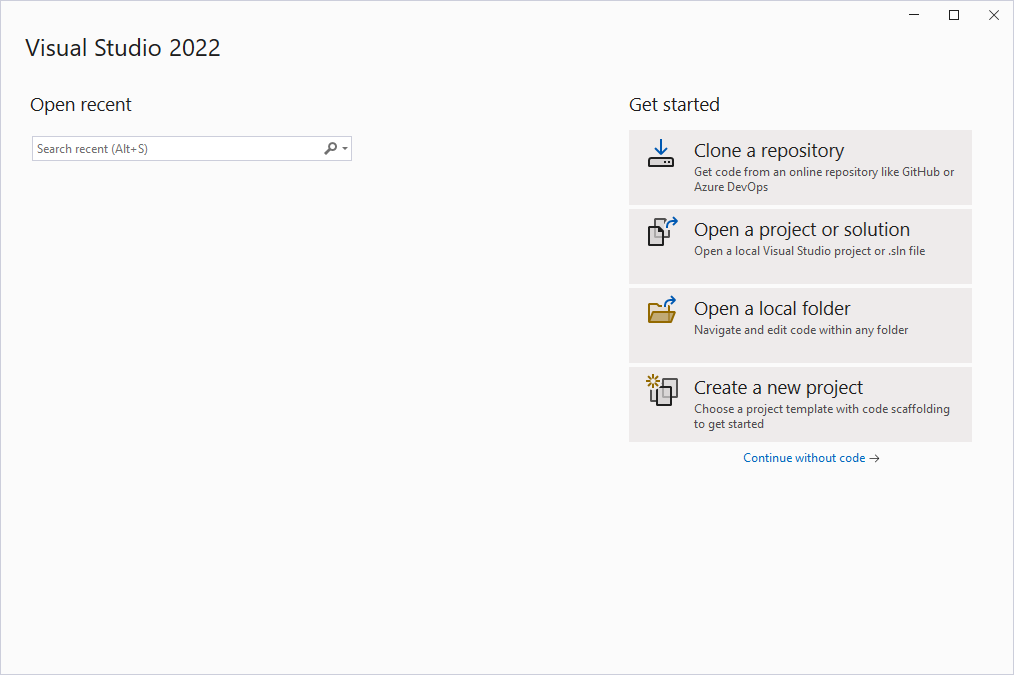 Visual Studio 2022
Open recent
Search recent (Alt+S)
Get started
Clone a repository
Get code from an online repository like GitHub or
Azure DevOps
Open a project or solution
Open a local Visual Studio project or .sln file
Open a local folder
Navigate and edit code within any folder
Create a new project
Choose a project template with code scaffolding
to get started
Continue without code →